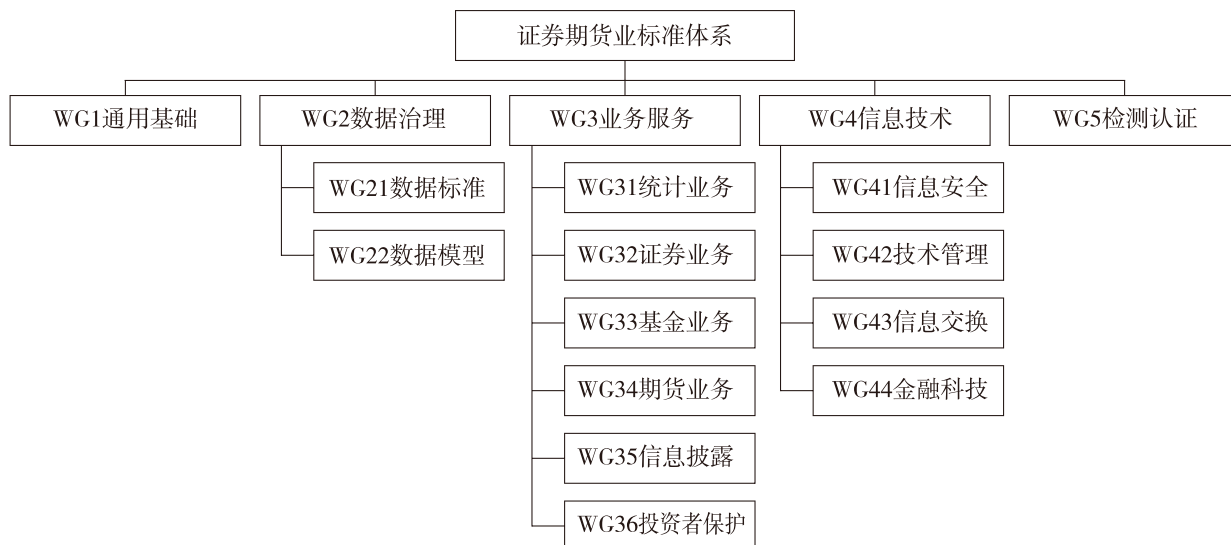 证券期货业标准体系
WG1通用基础
WG2数据治理
WG3业务服务
WG4信息技术
WG5检测认证
WG21数据标准
WG22数据模型
WG31统计业务
WG32证券业务
WG33基金业务
WG34期货业务
WG35信息披露
WG36投资者保护
WG41信息安全
WG42技术管理
WG43信息交换
WG44金融科技